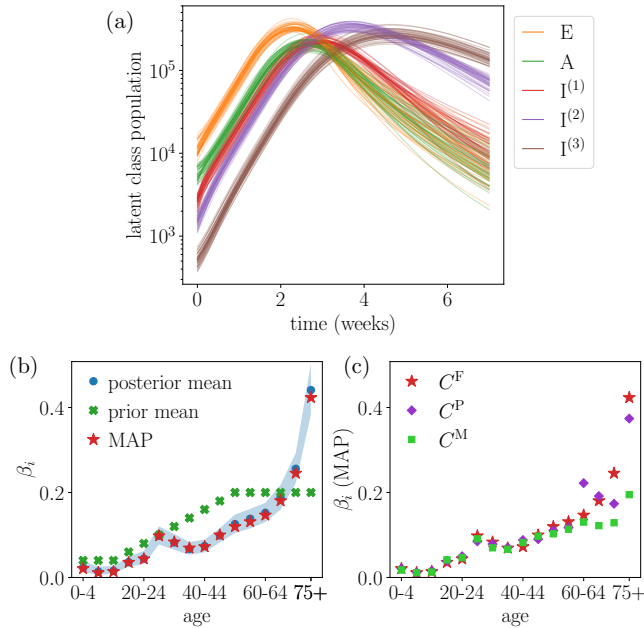 (a)
latent class population
10^5
10^4
10^3
0
2
4
6
time (weeks)
E
A
I^(1)
I^(2)
I^(3)
(b)
β_i
0.4
0.2
0.0
posterior mean
prior mean
MAP
0-4
20-24
40-44
60-64
75+
age
(c)
β_i (MAP)
0.4
0.2
0.0
C^F
C^P
C^M
0-4
20-24
40-44
60-64
75+
age